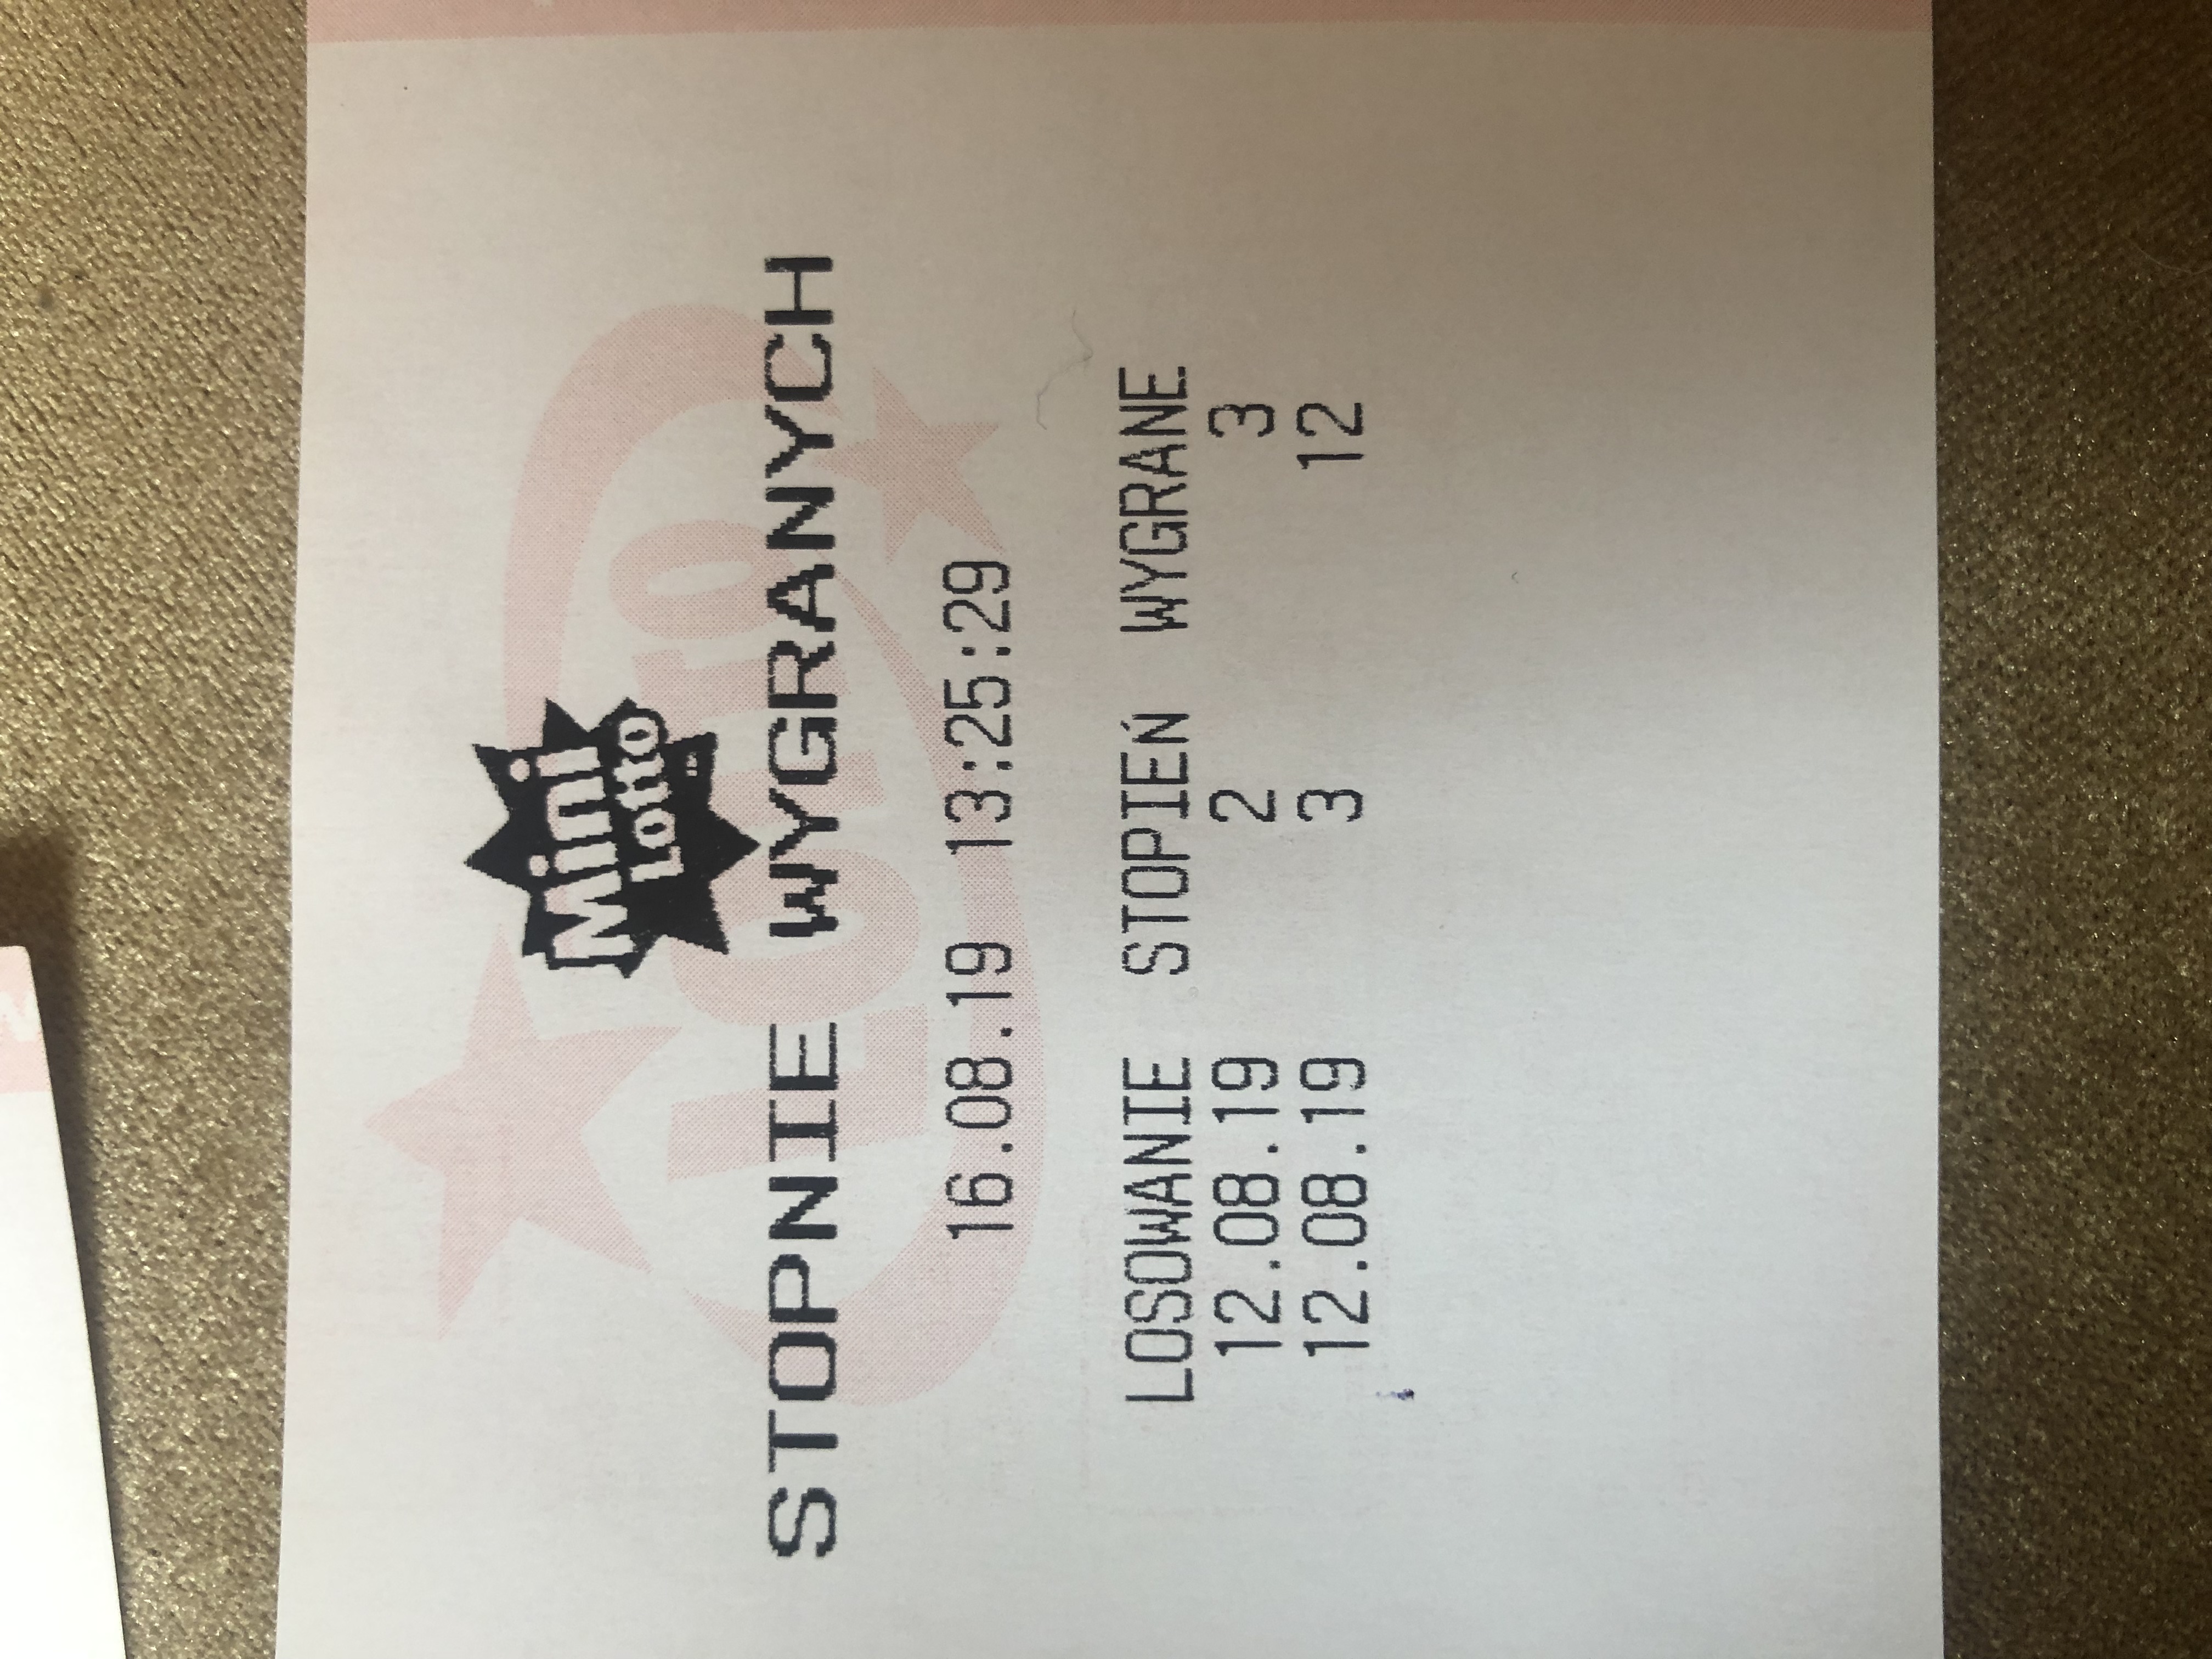 Mini
Lotto
LOTTO
STOPNIE WYGRANYCH
16.08.19 13:25:29
LOSOWANIE STOPIEŃ WYGRANE
12.08.19 2 3
12.08.19 3 12